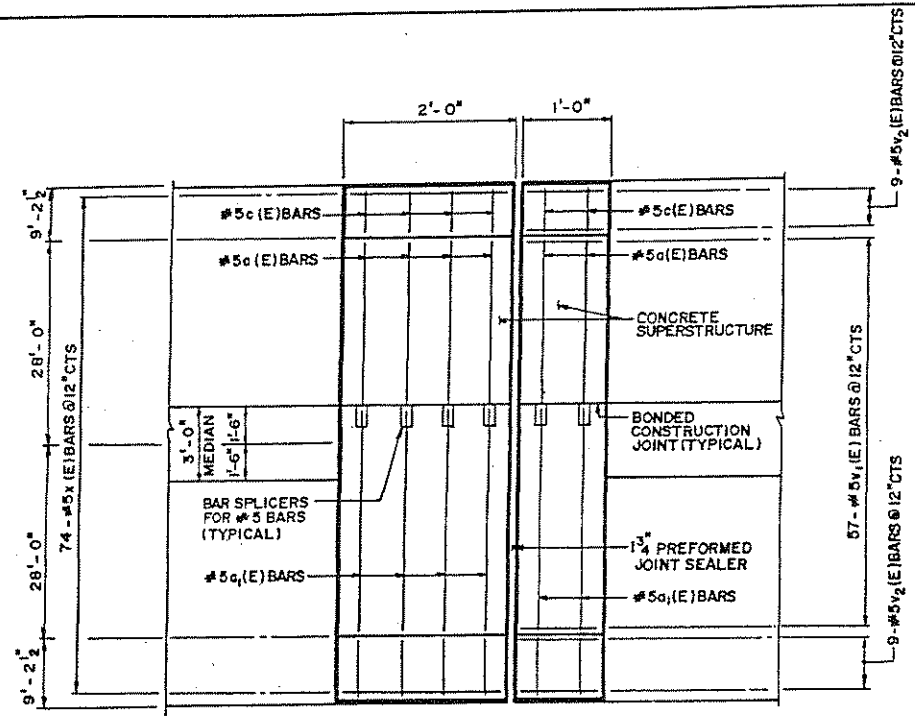 2'-0"
1'-0"
9-#5v₂(E)BARS@12"CTS
9'-2½"
#5c(E)BARS
#5c(E)BARS
#5a(E)BARS
#5a(E)BARS
28'-0"
CONCRETE
SUPERSTRUCTURE
74-#5x(E)BARS@12"CTS
3'-0"
MEDIAN
1'-6"
1'-6"
BONDED
CONSTRUCTION
JOINT (TYPICAL)
57-#5v₁(E) BARS @12"CTS
BAR SPLICERS
FOR #5 BARS
(TYPICAL)
28'-0"
1¾" PREFORMED
JOINT SEALER
#5a₁(E)BARS
#5a₁(E)BARS
9'-2½"
9-#5v₂(E)BARS@12"CTS